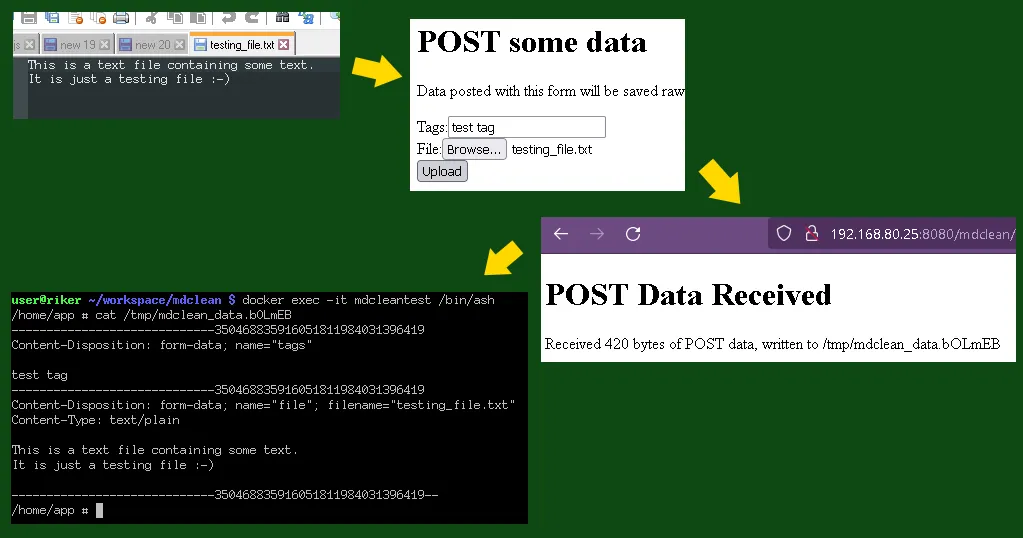 js new 19 new 20 testing_file.txt
This is a text file containing some text.
It is just a testing file :-)
POST some data
Data posted with this form will be saved raw
Tags: test tag
File: Browse... testing_file.txt
Upload
192.168.80.25:8080/mdclean/
POST Data Received
Received 420 bytes of POST data, written to /tmp/mdclean_data.bOLmEB
user@riker ~/workspace/mdclean $ docker exec -it mdcleantest /bin/ash
/home/app # cat /tmp/mdclean_data.bOLmEB
-----------------------------350468835916051811984031396419
Content-Disposition: form-data; name="tags"

test tag
-----------------------------350468835916051811984031396419
Content-Disposition: form-data; name="file"; filename="testing_file.txt"
Content-Type: text/plain

This is a text file containing some text.
It is just a testing file :-)

-----------------------------350468835916051811984031396419--
/home/app #